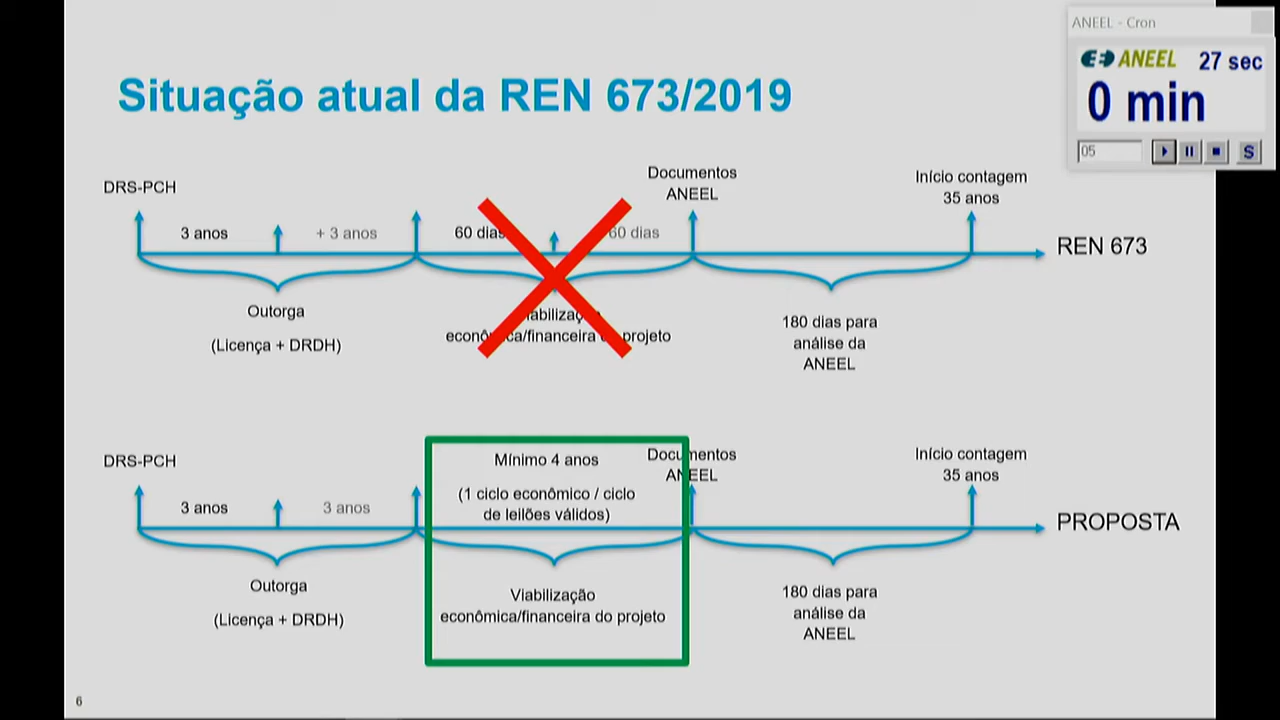 ANEEL - Cron
ANEEL 27 sec
0 min
05
S
Situação atual da REN 673/2019
DRS-PCH
3 anos
+ 3 anos
60 dias
60 dias
Documentos
ANEEL
Início contagem
35 anos
REN 673
Outorga
(Licença + DRDH)
econômica/financeira do projeto
180 dias para
análise da
ANEEL
DRS-PCH
3 anos
3 anos
Mínimo 4 anos
(1 ciclo econômico / ciclo
de leilões válidos)
Documentos
ANEEL
Início contagem
35 anos
PROPOSTA
Outorga
(Licença + DRDH)
Viabilização
econômica/financeira do projeto
180 dias para
análise da
ANEEL
6